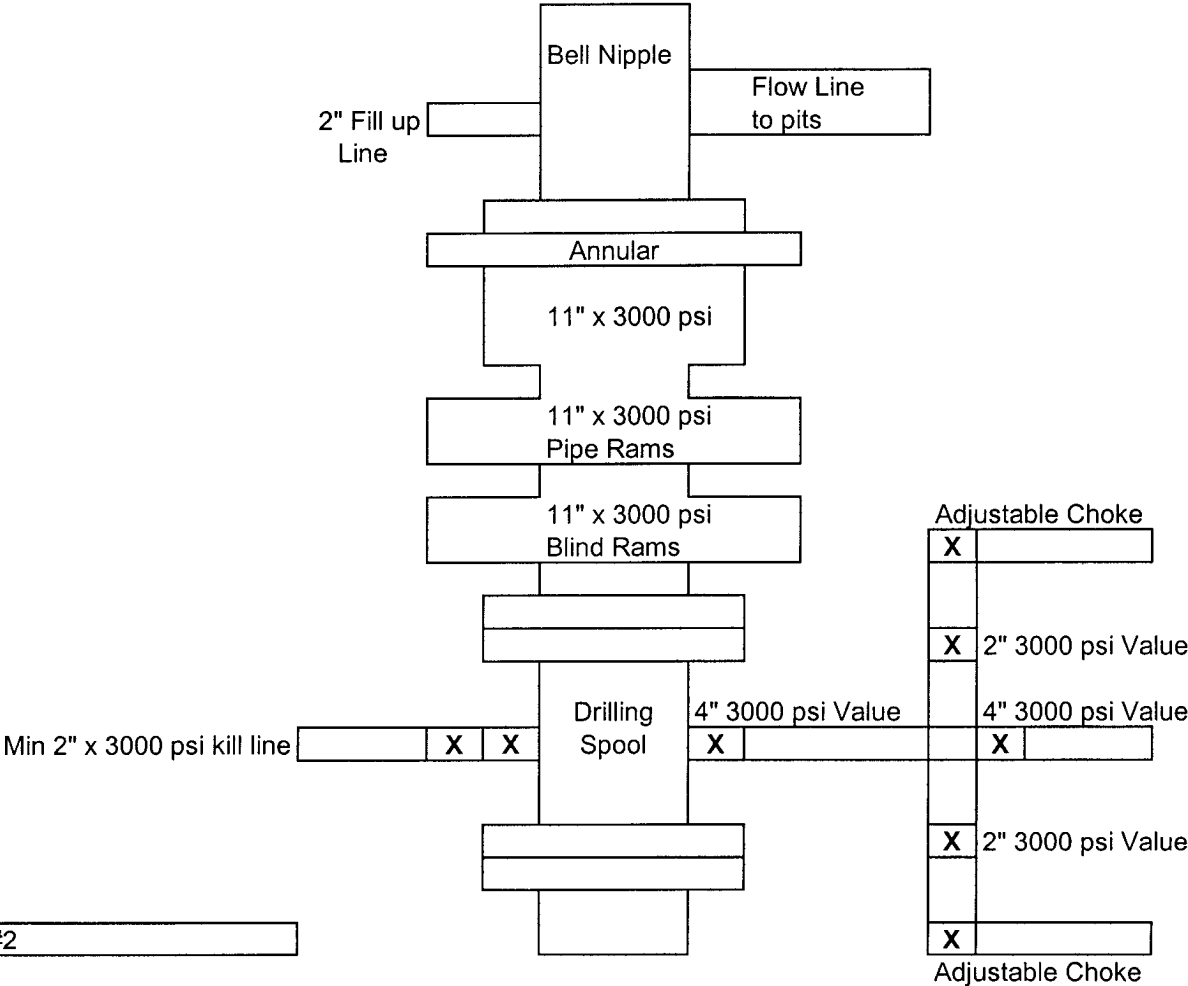 Bell Nipple
Flow Line
to pits
2" Fill up
Line
Annular
11" x 3000 psi
11" x 3000 psi
Pipe Rams
11" x 3000 psi
Blind Rams
Adjustable Choke
X
X 2" 3000 psi Value
Drilling
Spool
4" 3000 psi Value
4" 3000 psi Value
Min 2" x 3000 psi kill line
X X
X
X
X 2" 3000 psi Value
2
X
Adjustable Choke